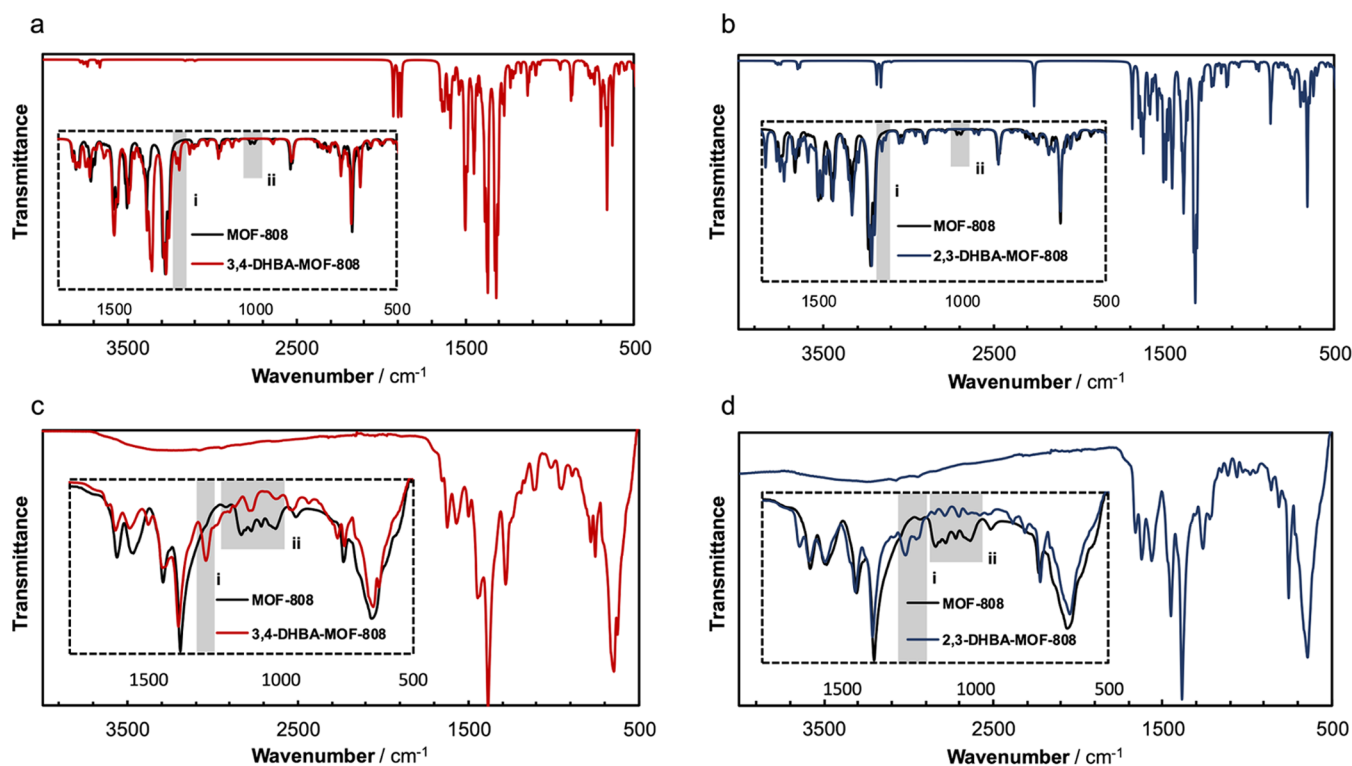 a
Transmittance
i
ii
MOF-808
3,4-DHBA-MOF-808
1500
1000
500
3500
2500
1500
500
Wavenumber / cm⁻¹
b
Transmittance
i
ii
MOF-808
2,3-DHBA-MOF-808
1500
1000
500
3500
2500
1500
500
Wavenumber / cm⁻¹
c
Transmittance
i
ii
MOF-808
3,4-DHBA-MOF-808
1500
1000
500
3500
2500
1500
500
Wavenumber / cm⁻¹
d
Transmittance
i
ii
MOF-808
2,3-DHBA-MOF-808
1500
1000
500
3500
2500
1500
500
Wavenumber / cm⁻¹